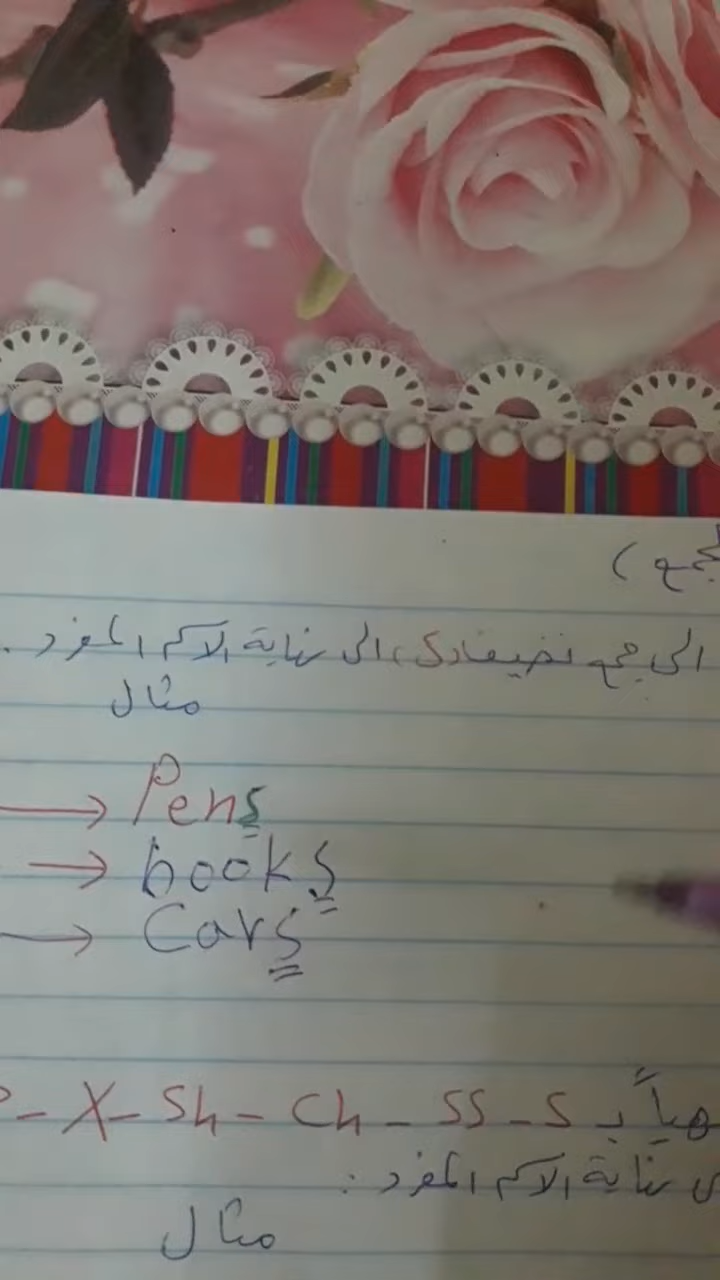 الجمع )
الى جمع نضيف (s) الى نهاية الاسم المفرد .
مثال
→ Pens
→ books
→ Cars
بـ S - SS - Ch - Sh - X -
نهاية الاسم المفرد :
مثال